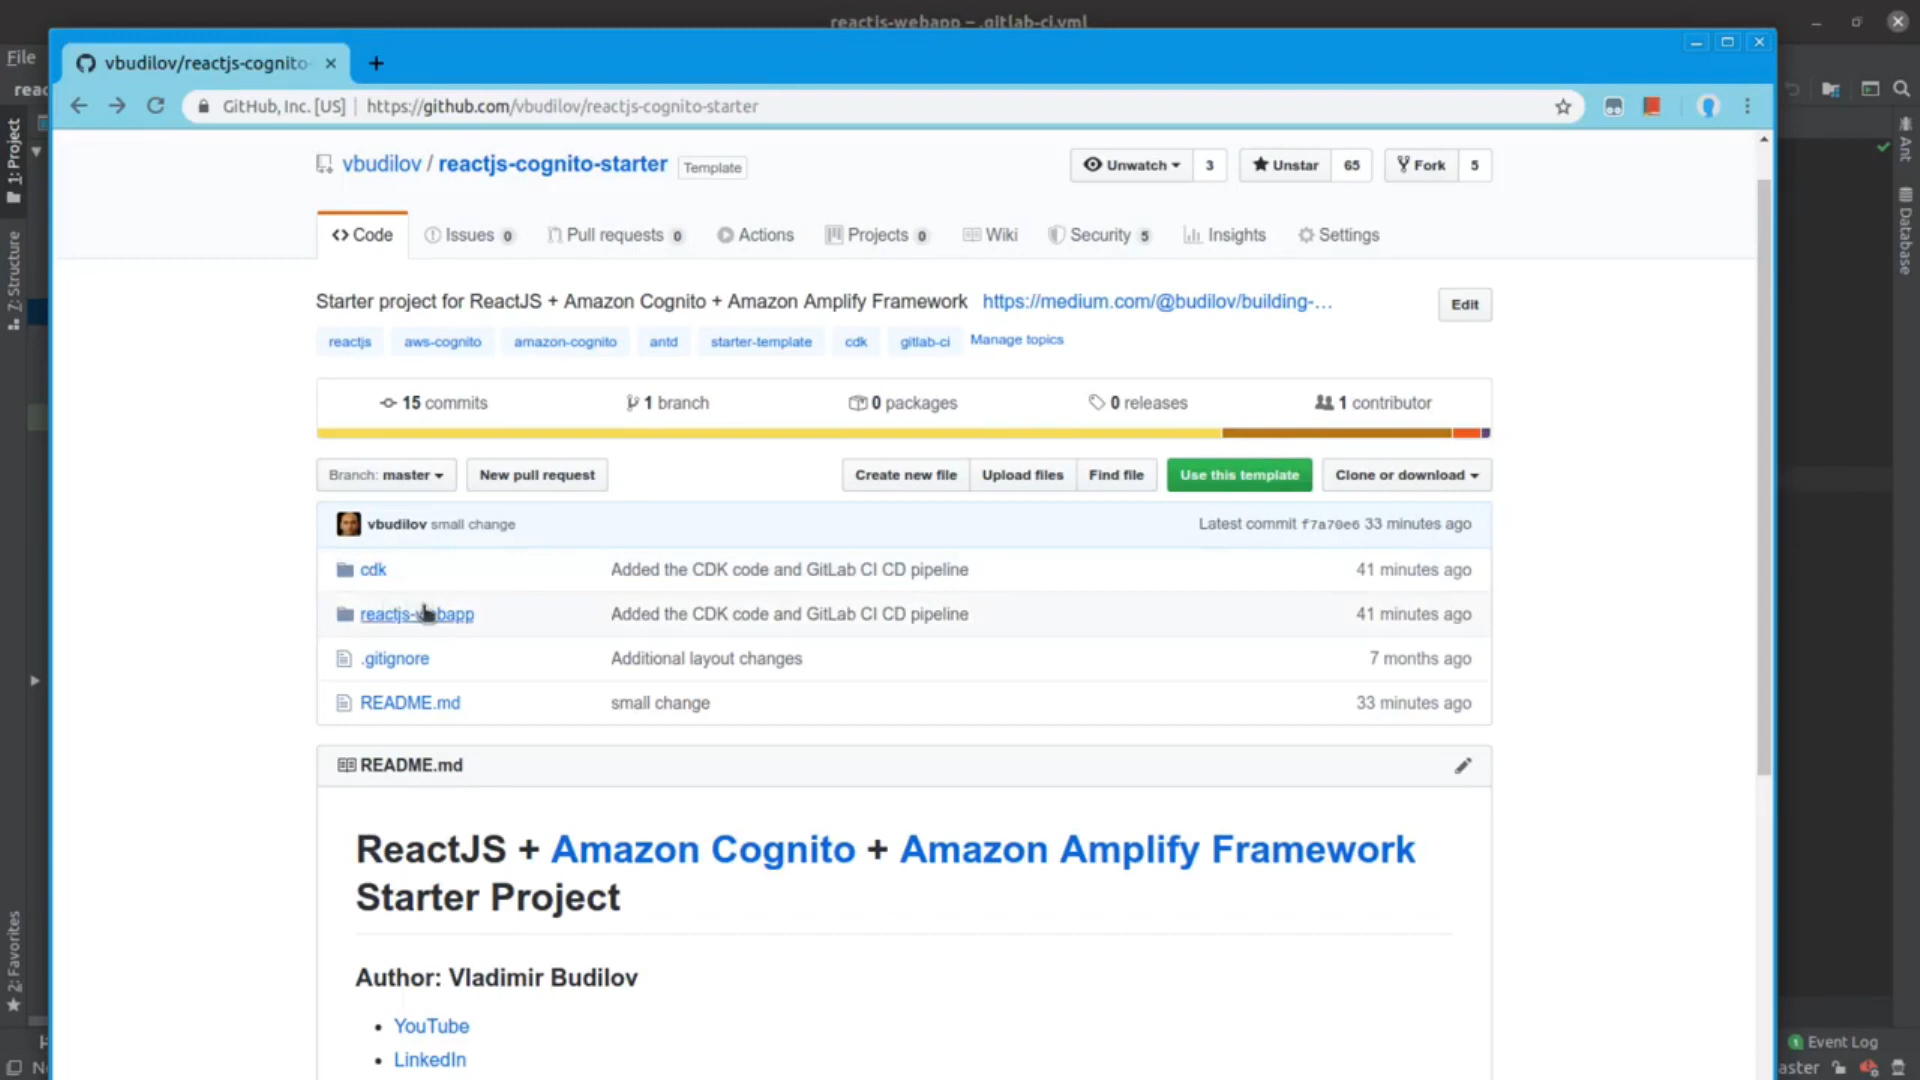 reactjs-webapp – .gitlab-ci.yml
File
vbudilov/reactjs-cognito-
GitHub, Inc. [US] | https://github.com/vbudilov/reactjs-cognito-starter
reac
1: Project
7: Structure
2: Favorites
Ant
Database
vbudilov / reactjs-cognito-starter Template
Unwatch 3 Unstar 65 Fork 5
Code Issues 0 Pull requests 0 Actions Projects 0 Wiki Security 5 Insights Settings
Starter project for ReactJS + Amazon Cognito + Amazon Amplify Framework https://medium.com/@budilov/building-…
Edit
reactjs aws-cognito amazon-cognito antd starter-template cdk gitlab-ci Manage topics
15 commits 1 branch 0 packages 0 releases 1 contributor
Branch: master New pull request Create new file Upload files Find file Use this template Clone or download
vbudilov small change Latest commit f7a70e6 33 minutes ago
cdk Added the CDK code and GitLab CI CD pipeline 41 minutes ago
reactjs-webapp Added the CDK code and GitLab CI CD pipeline 41 minutes ago
.gitignore Additional layout changes 7 months ago
README.md small change 33 minutes ago
README.md
ReactJS + Amazon Cognito + Amazon Amplify Framework
Starter Project
Author: Vladimir Budilov
• YouTube
• LinkedIn
1 Event Log
aster